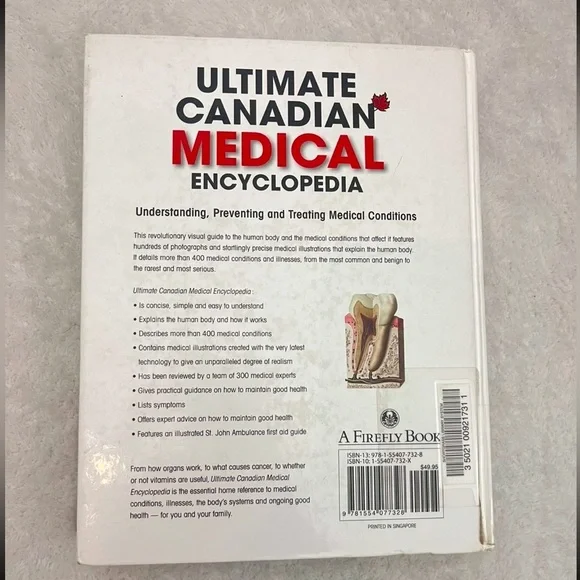 ULTIMATE
CANADIAN
MEDICAL
ENCYCLOPEDIA
Understanding, Preventing and Treating Medical Conditions
This revolutionary visual guide to the human body and the medical conditions that affect it features
hundreds of photographs and startlingly precise medical illustrations that explain the human body.
It details more than 400 medical conditions and illnesses, from the most common and benign to
the rarest and most serious.
Ultimate Canadian Medical Encyclopedia:
• Is concise, simple and easy to understand
• Explains the human body and how it works
• Describes more than 400 medical conditions
• Contains medical illustrations created with the very latest
technology to give an unparalleled degree of realism
• Has been reviewed by a team of 300 medical experts
• Gives practical guidance on how to maintain good health
• Lists symptoms
• Offers expert advice on how to maintain good health
• Features an illustrated St. John Ambulance first aid guide
From how organs work, to what causes cancer, to whether
or not vitamins are useful, Ultimate Canadian Medical
Encyclopedia is the essential home reference to medical
conditions, illnesses, the body's systems and ongoing good
health — for you and your family.
A FIREFLY BOOK
ISBN-13: 978-1-55407-732-8
ISBN-10: 1-55407-732-X
$49.95
9 781554 077328
PRINTED IN SINGAPORE
3 5021 00921731 1